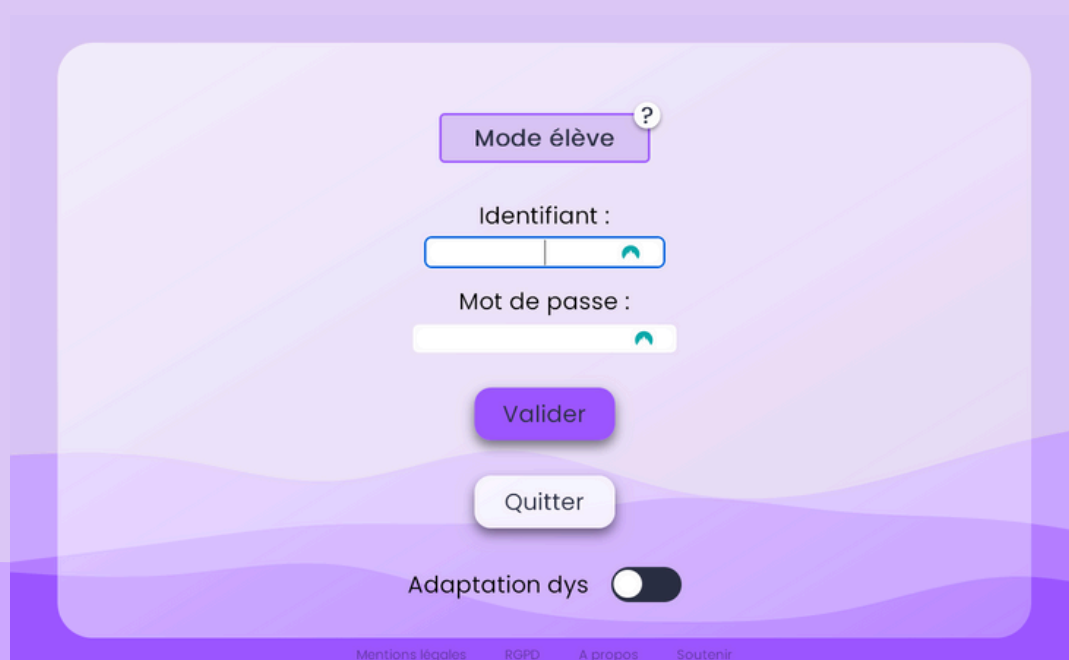 ?
Mode élève
Identifiant :
Mot de passe :
Valider
Quitter
Adaptation dys
Mentions légales RGPD A propos Soutenir